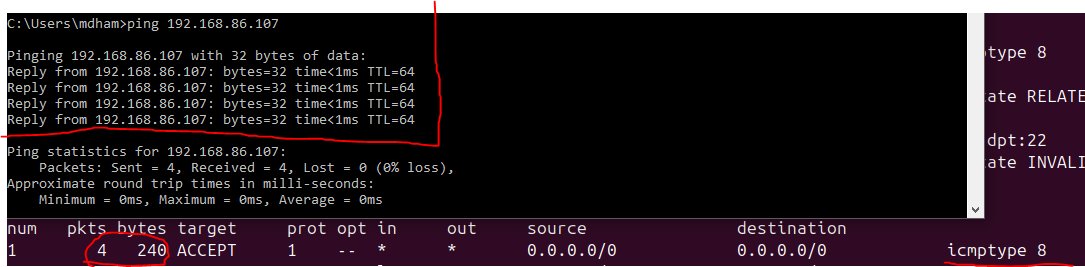 C:\Users\mdham>ping 192.168.86.107
Pinging 192.168.86.107 with 32 bytes of data:
Reply from 192.168.86.107: bytes=32 time<1ms TTL=64
Reply from 192.168.86.107: bytes=32 time<1ms TTL=64
Reply from 192.168.86.107: bytes=32 time<1ms TTL=64
Reply from 192.168.86.107: bytes=32 time<1ms TTL=64
Ping statistics for 192.168.86.107:
    Packets: Sent = 4, Received = 4, Lost = 0 (0% loss),
Approximate round trip times in milli-seconds:
    Minimum = 0ms, Maximum = 0ms, Average = 0ms
mptype 8
ate RELATE
dpt:22
ate INVALI
num pkts bytes target prot opt in out source destination
1 4 240 ACCEPT 1 -- * * 0.0.0.0/0 0.0.0.0/0 icmptype 8